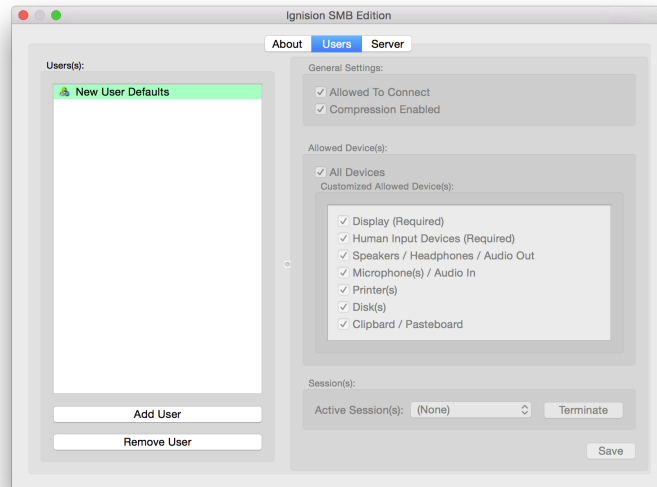 Ignision SMB Edition
About Users Server
Users(s):
New User Defaults
Add User
Remove User
General Settings:
Allowed To Connect
Compression Enabled
Allowed Device(s):
All Devices
Customized Allowed Device(s):
Display (Required)
Human Input Devices (Required)
Speakers / Headphones / Audio Out
Microphone(s) / Audio In
Printer(s)
Disk(s)
Clipbard / Pasteboard
Session(s):
Active Session(s): (None) Terminate
Save